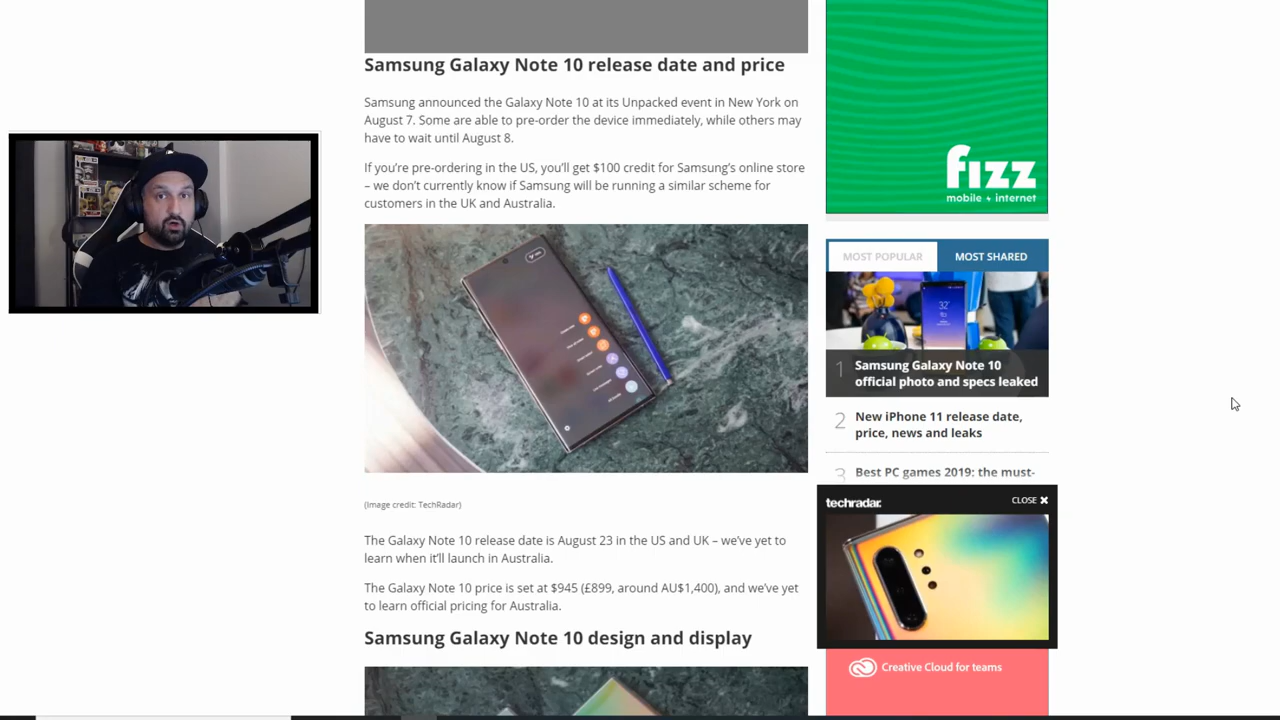 Samsung Galaxy Note 10 release date and price
Samsung announced the Galaxy Note 10 at its Unpacked event in New York on
August 7. Some are able to pre-order the device immediately, while others may
have to wait until August 8.
If you're pre-ordering in the US, you'll get $100 credit for Samsung's online store
– we don't currently know if Samsung will be running a similar scheme for
customers in the UK and Australia.
(Image credit: TechRadar)
The Galaxy Note 10 release date is August 23 in the US and UK – we've yet to
learn when it'll launch in Australia.
The Galaxy Note 10 price is set at $945 (£899, around AU$1,400), and we've yet
to learn official pricing for Australia.
Samsung Galaxy Note 10 design and display
fizz
mobile + internet
MOST POPULAR
MOST SHARED
1
Samsung Galaxy Note 10
official photo and specs leaked
2
New iPhone 11 release date,
price, news and leaks
3
Best PC games 2019: the must-
techradar.
CLOSE X
Creative Cloud for teams